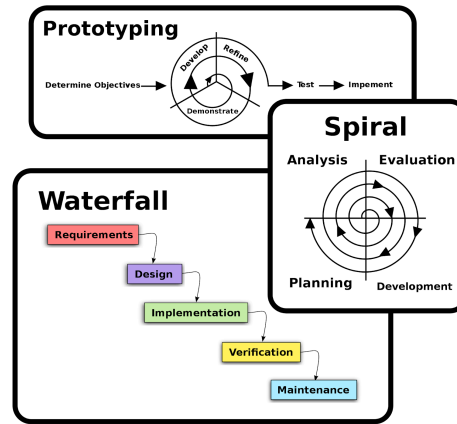 Prototyping
Develop
Refine
Determine Objectives
Test
Impement
Demonstrate
Spiral
Analysis
Evaluation
Planning
Development
Waterfall
Requirements
Design
Implementation
Verification
Maintenance